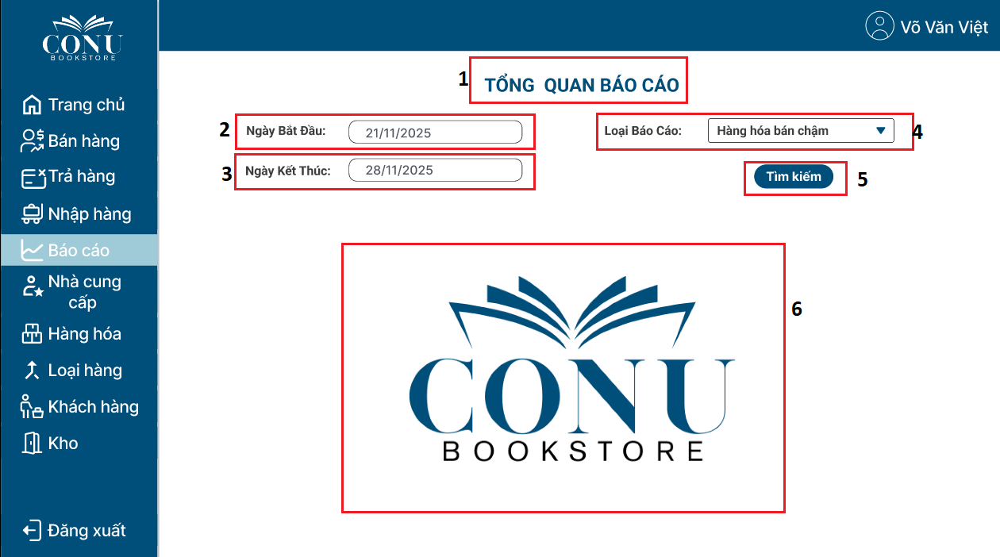 CONU
BOOKSTORE
Võ Văn Việt
Trang chủ
Bán hàng
Trả hàng
Nhập hàng
Báo cáo
Nhà cung
cấp
Hàng hóa
Loại hàng
Khách hàng
Kho
Đăng xuất
1
TỔNG QUAN BÁO CÁO
2
Ngày Bắt Đầu:
21/11/2025
3
Ngày Kết Thúc:
28/11/2025
Loại Báo Cáo:
Hàng hóa bán chậm
4
Tìm kiếm
5
CONU
BOOKSTORE
6